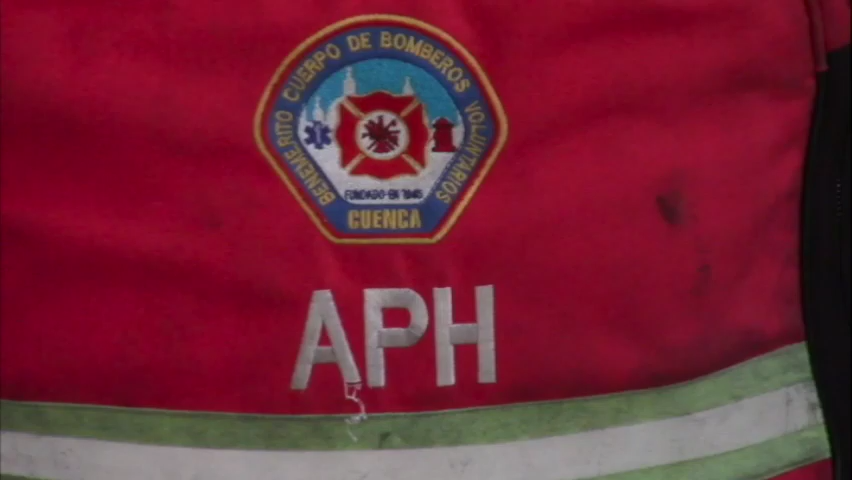 BENEMERITO CUERPO DE BOMBEROS VOLUNTARIOS
FUNDADO EN 1945
CUENCA
APH